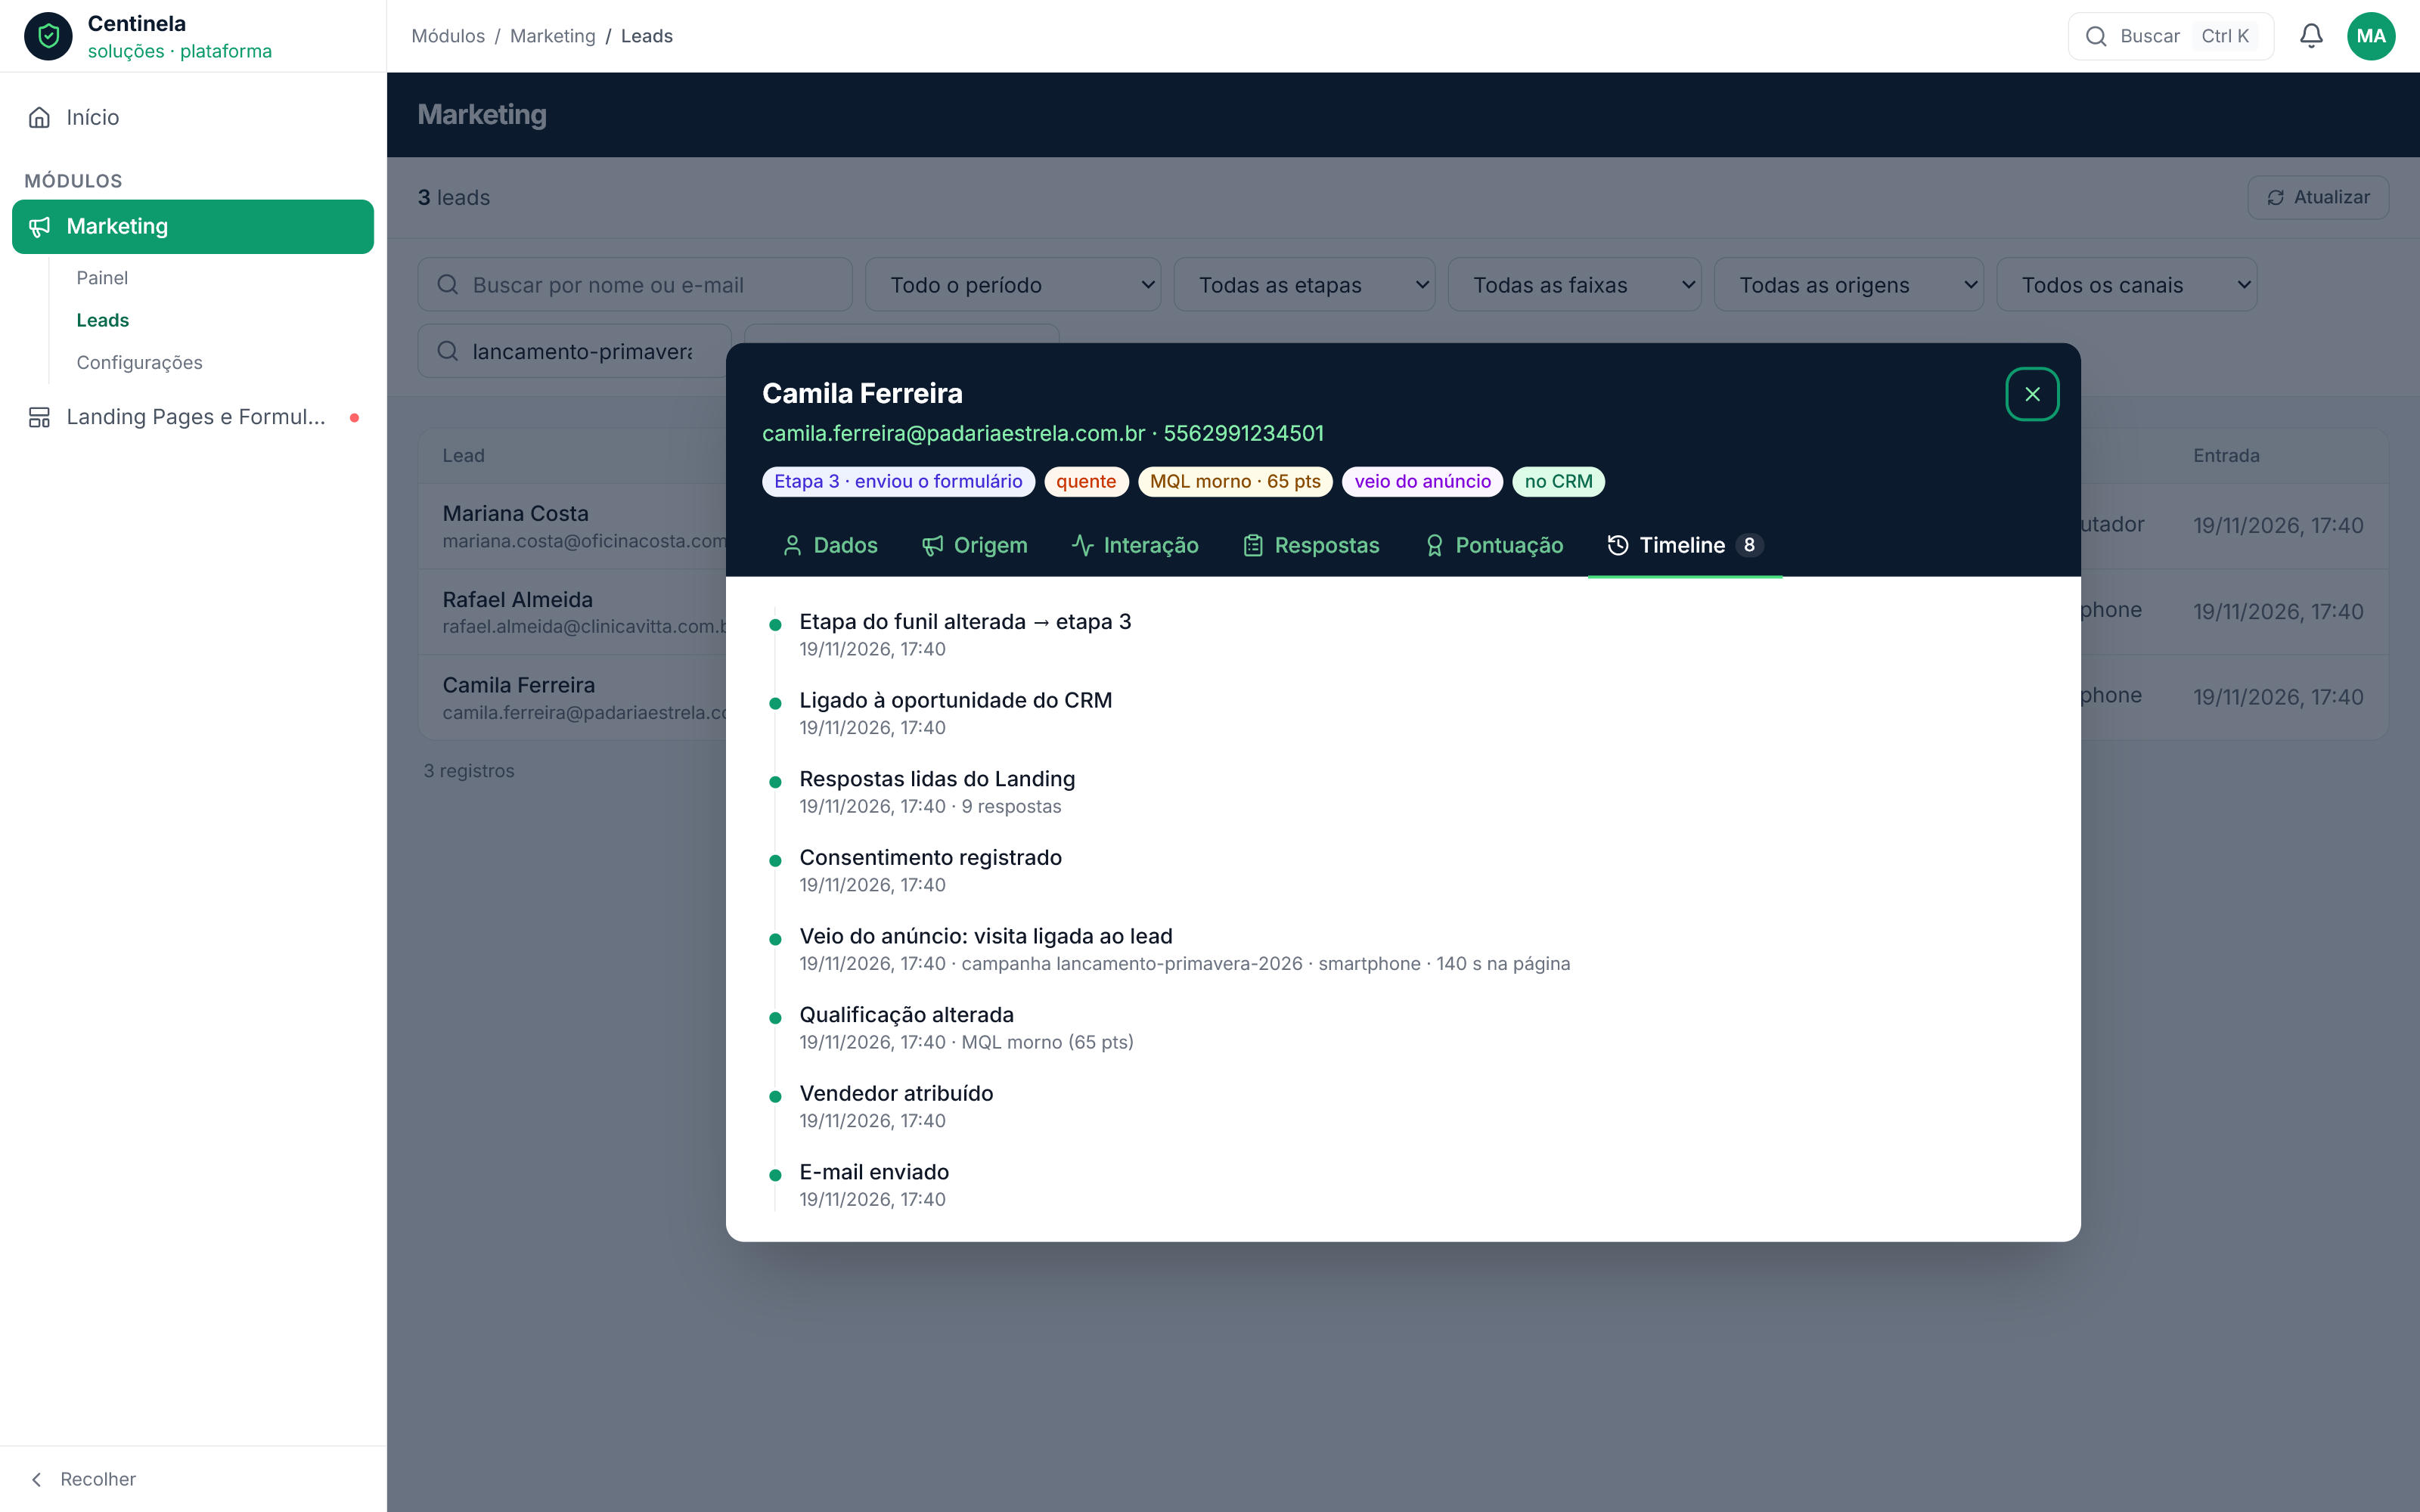 Centinela
soluções · plataforma
Módulos / Marketing / Leads
Buscar Ctrl K
MA
Início
MÓDULOS
Marketing
Painel
Leads
Configurações
Landing Pages e Formul...
Recolher
Marketing
3 leads
Atualizar
Buscar por nome ou e-mail
Todo o período
Todas as etapas
Todas as faixas
Todas as origens
Todos os canais
lancamento-primavera
Lead
Entrada
Mariana Costa
mariana.costa@oficinacosta.com
utador
19/11/2026, 17:40
Rafael Almeida
rafael.almeida@clinicavitta.com.b
phone
19/11/2026, 17:40
Camila Ferreira
camila.ferreira@padariaestrela.co
phone
19/11/2026, 17:40
3 registros
Camila Ferreira
camila.ferreira@padariaestrela.com.br · 5562991234501
Etapa 3 · enviou o formulário
quente
MQL morno · 65 pts
veio do anúncio
no CRM
Dados
Origem
Interação
Respostas
Pontuação
Timeline 8
Etapa do funil alterada → etapa 3
19/11/2026, 17:40
Ligado à oportunidade do CRM
19/11/2026, 17:40
Respostas lidas do Landing
19/11/2026, 17:40 · 9 respostas
Consentimento registrado
19/11/2026, 17:40
Veio do anúncio: visita ligada ao lead
19/11/2026, 17:40 · campanha lancamento-primavera-2026 · smartphone · 140 s na página
Qualificação alterada
19/11/2026, 17:40 · MQL morno (65 pts)
Vendedor atribuído
19/11/2026, 17:40
E-mail enviado
19/11/2026, 17:40